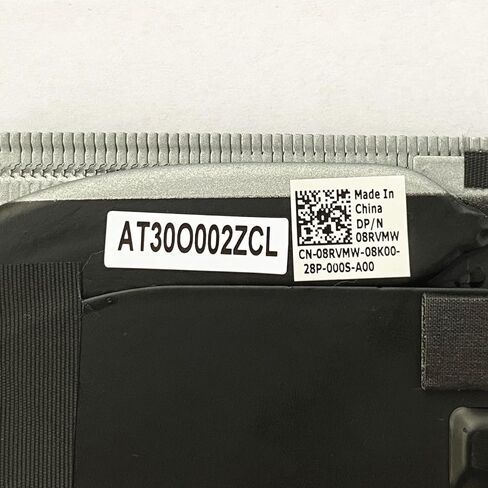 AT30O002ZCL
Made In
China
DP/N
08RVMW
CN-08RVMW-08K00-
28P-000S-A00